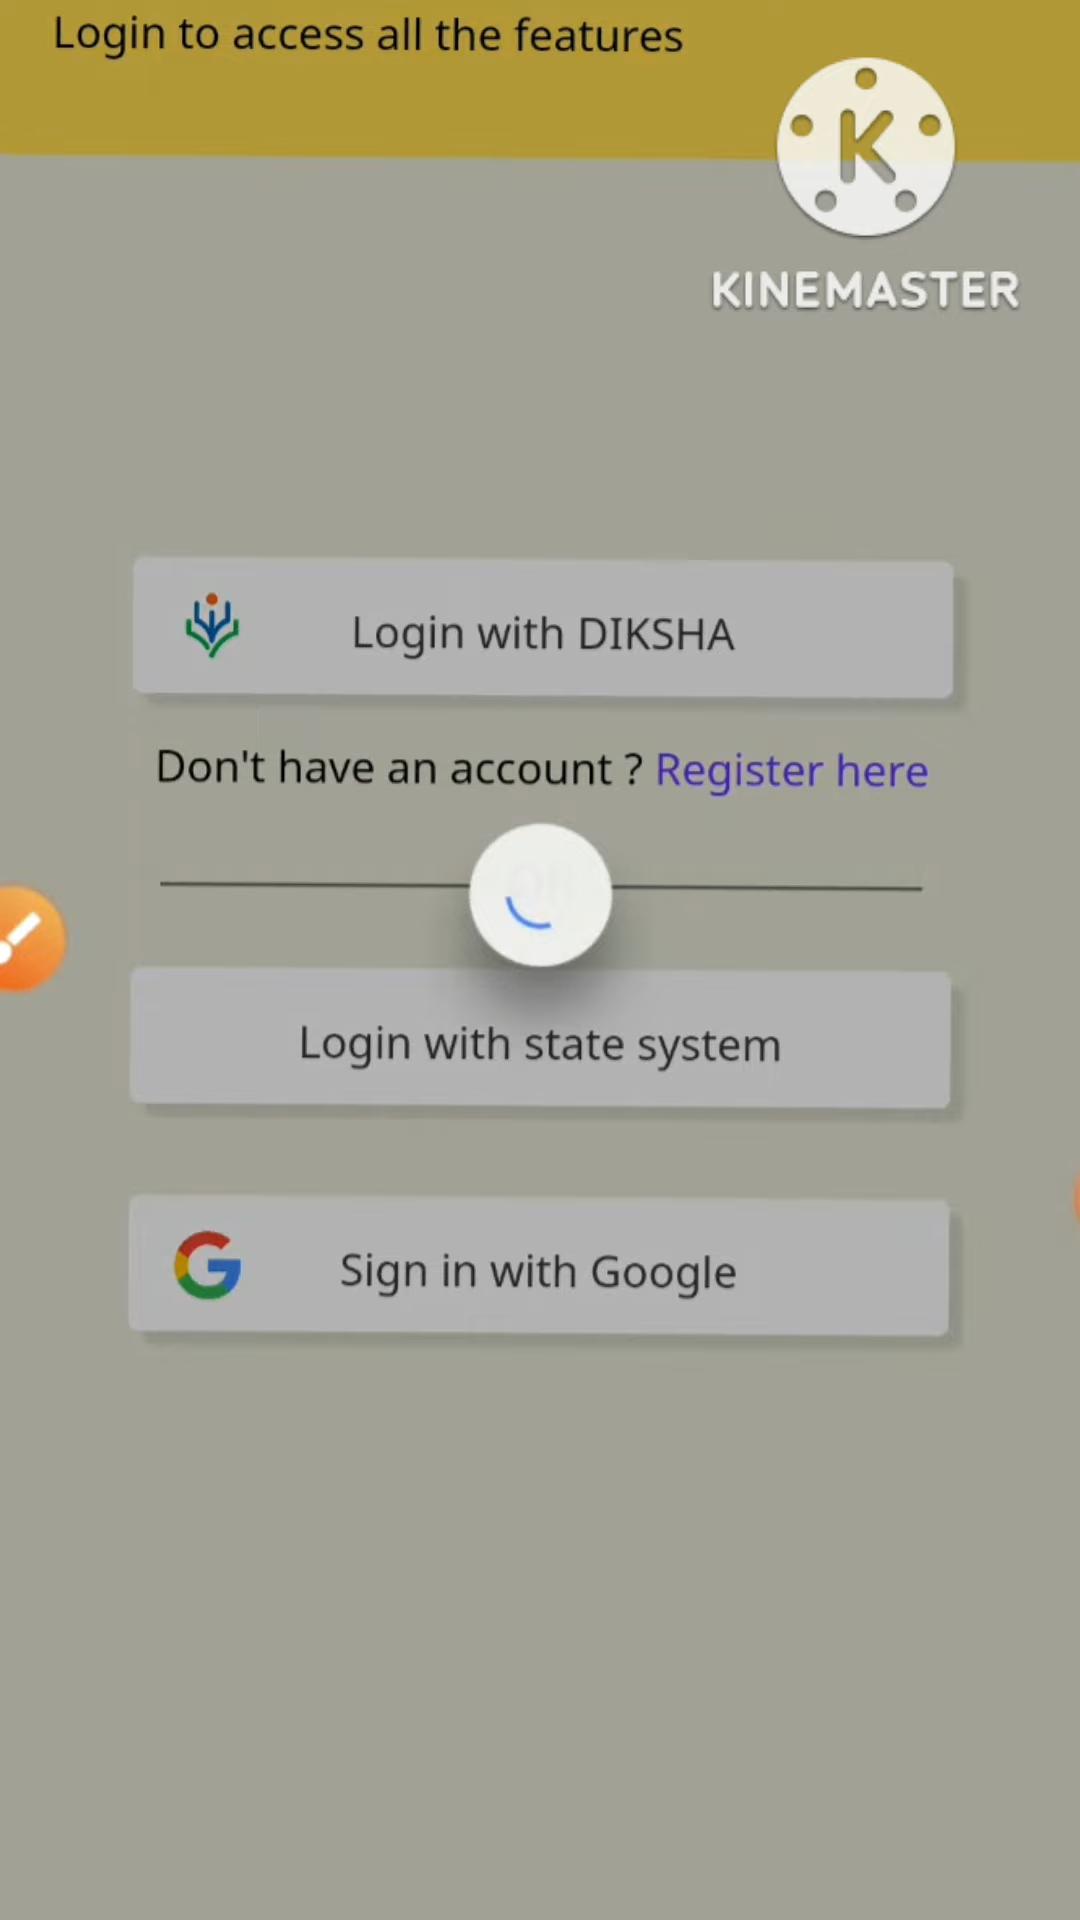 Login to access all the features
KINEMASTER
Login with DIKSHA
Don't have an account ? Register here
OR
Login with state system
Sign in with Google